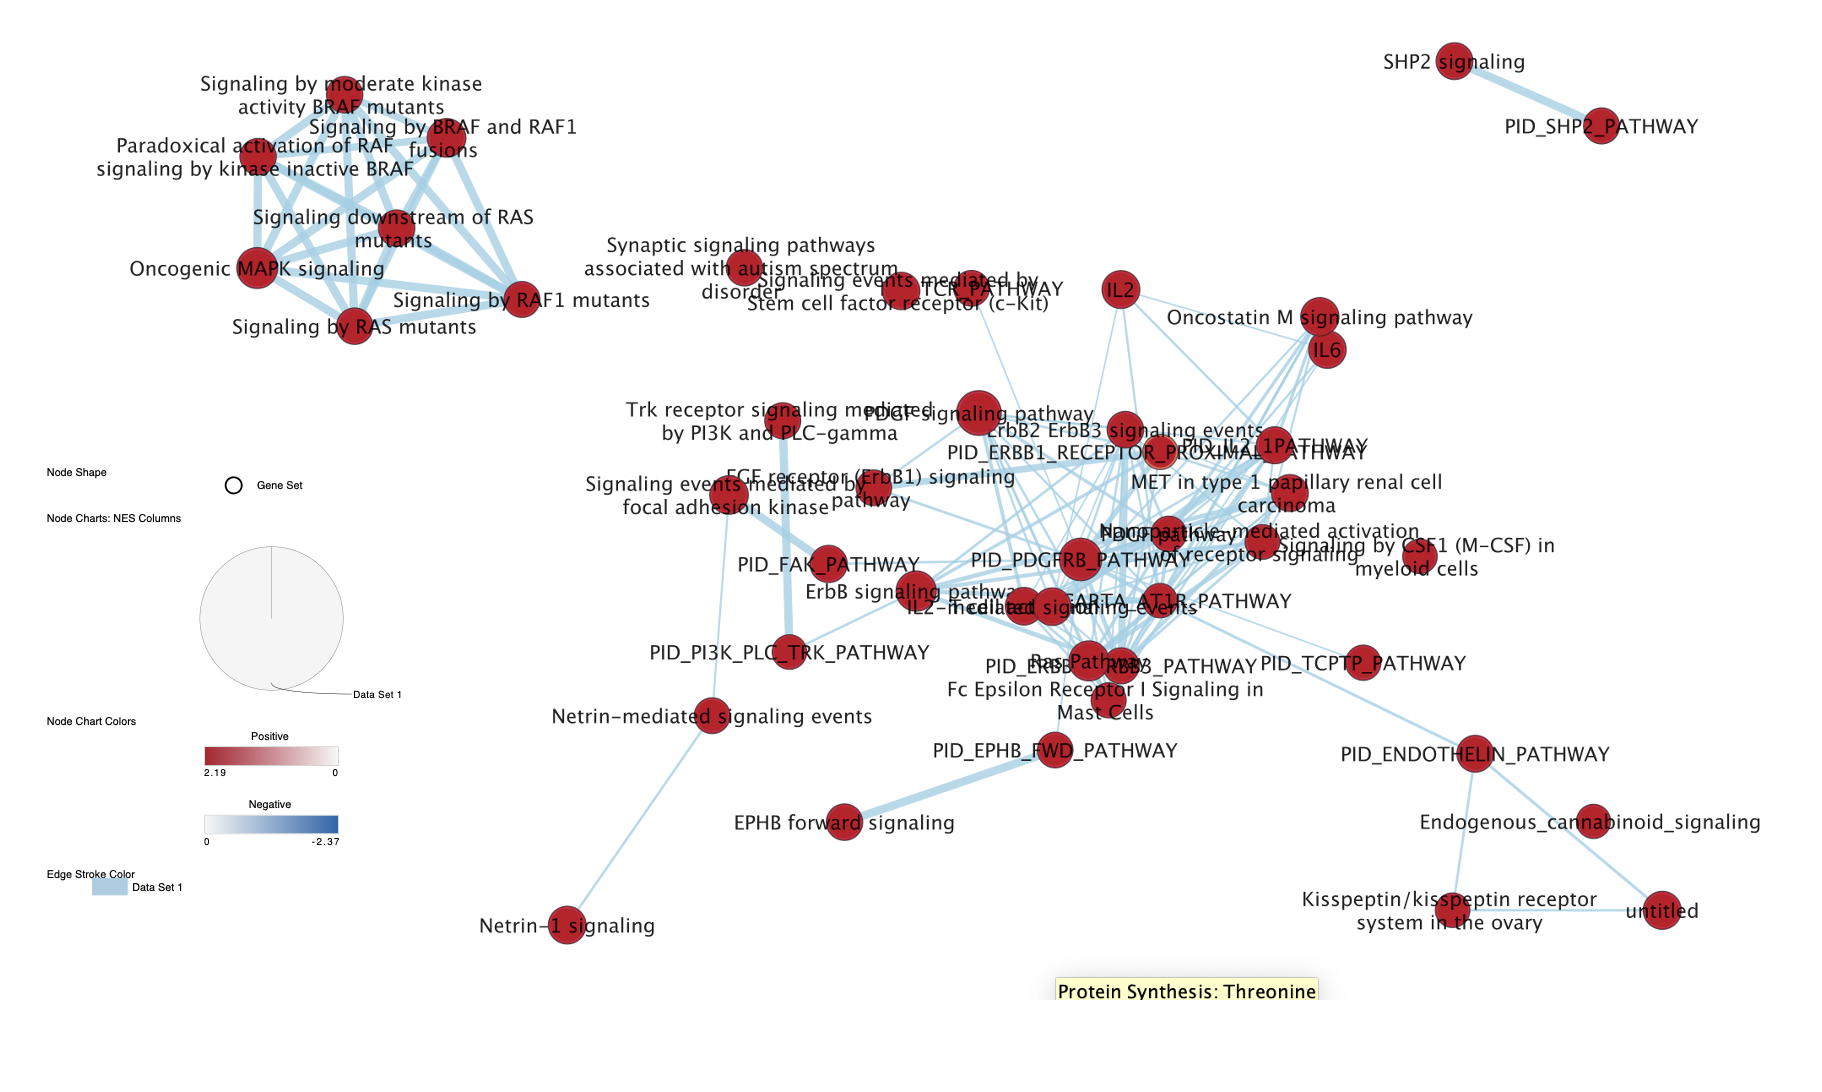 SHP2 signaling
PID_SHP2_PATHWAY
Signaling by moderate kinase
activity BRAF mutants
Signaling by BRAF and RAF1
fusions
Paradoxical activation of RAF
signaling by kinase inactive BRAF
Signaling downstream of RAS
mutants
Oncogenic MAPK signaling
Signaling by RAF1 mutants
Signaling by RAS mutants
Synaptic signaling pathways
associated with autism spectrum
disorder
Signaling events mediated by
Stem cell factor receptor (c-Kit)
TCR_PATHWAY
IL2
Oncostatin M signaling pathway
IL6
Trk receptor signaling mediated
by PI3K and PLC-gamma
PDGF signaling pathway
ErbB2 ErbB3 signaling events
PID_ERBB1_RECEPTOR_PROXIMAL_PATHWAY
PID_IL2_1PATHWAY
EGF receptor (ErbB1) signaling
pathway
Signaling events mediated by
focal adhesion kinase
MET in type 1 papillary renal cell
carcinoma
Nanoparticle-mediated activation
of receptor signaling
PDGF pathway
Signaling by CSF1 (M-CSF) in
myeloid cells
PID_FAK_PATHWAY
PID_PDGFRB_PATHWAY
ErbB signaling pathway
IL2-mediated signaling events
CARTA_AT1R_PATHWAY
PID_PI3K_PLC_TRK_PATHWAY
Ras Pathway
PID_ERBB RBB3_PATHWAY
PID_TCPTP_PATHWAY
Fc Epsilon Receptor I Signaling in
Mast Cells
Netrin-mediated signaling events
PID_EPHB_FWD_PATHWAY
PID_ENDOTHELIN_PATHWAY
EPHB forward signaling
Endogenous_cannabinoid_signaling
Kisspeptin/kisspeptin receptor
system in the ovary
untitled
Netrin-1 signaling
Protein Synthesis: Threonine
Node Shape
Gene Set
Node Charts: NES Columns
Data Set 1
Node Chart Colors
Positive
2.19 0
Negative
0 -2.37
Edge Stroke Color
Data Set 1